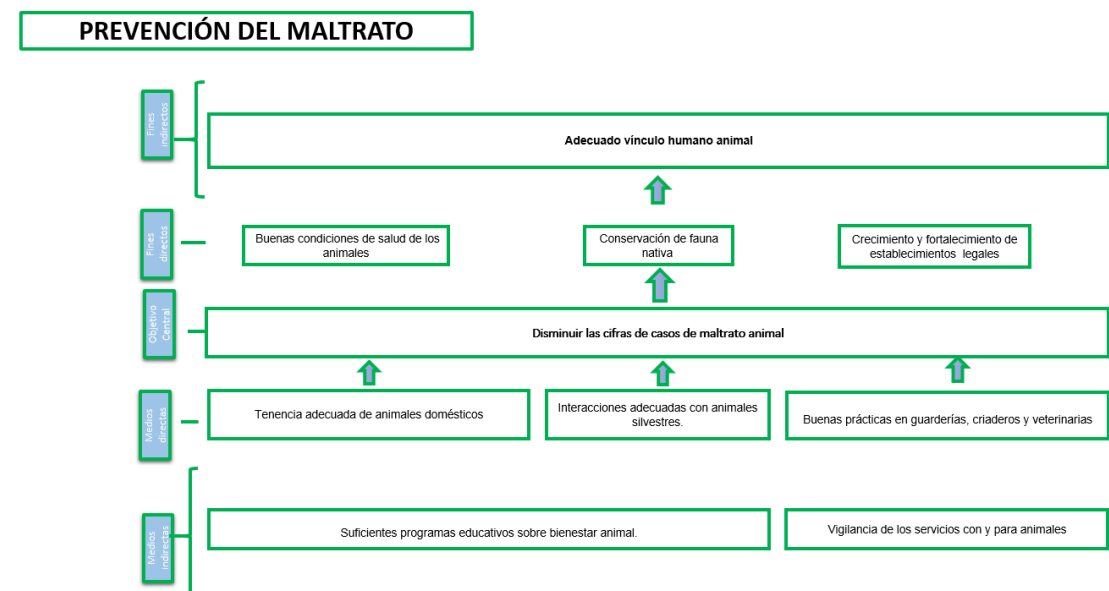 PREVENCIÓN DEL MALTRATO
Fines
indirectos
Adecuado vínculo humano animal
Fines
directos
Buenas condiciones de salud de los
animales
Conservación de fauna
nativa
Crecimiento y fortalecimiento de
establecimientos legales
Objetivo
Central
Disminuir las cifras de casos de maltrato animal
Medios
directas
Tenencia adecuada de animales domésticos
Interacciones adecuadas con animales
silvestres.
Buenas prácticas en guarderías, criaderos y veterinarias
Medios
indirectas
Suficientes programas educativos sobre bienestar animal.
Vigilancia de los servicios con y para animales